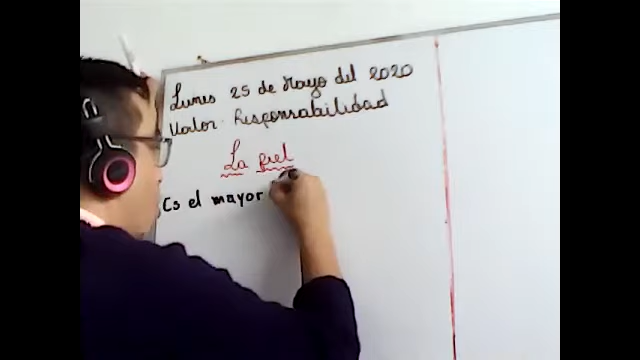 Lunes 25 de Mayo del 2020
Valor: Responsabilidad
La piel
Es el mayor